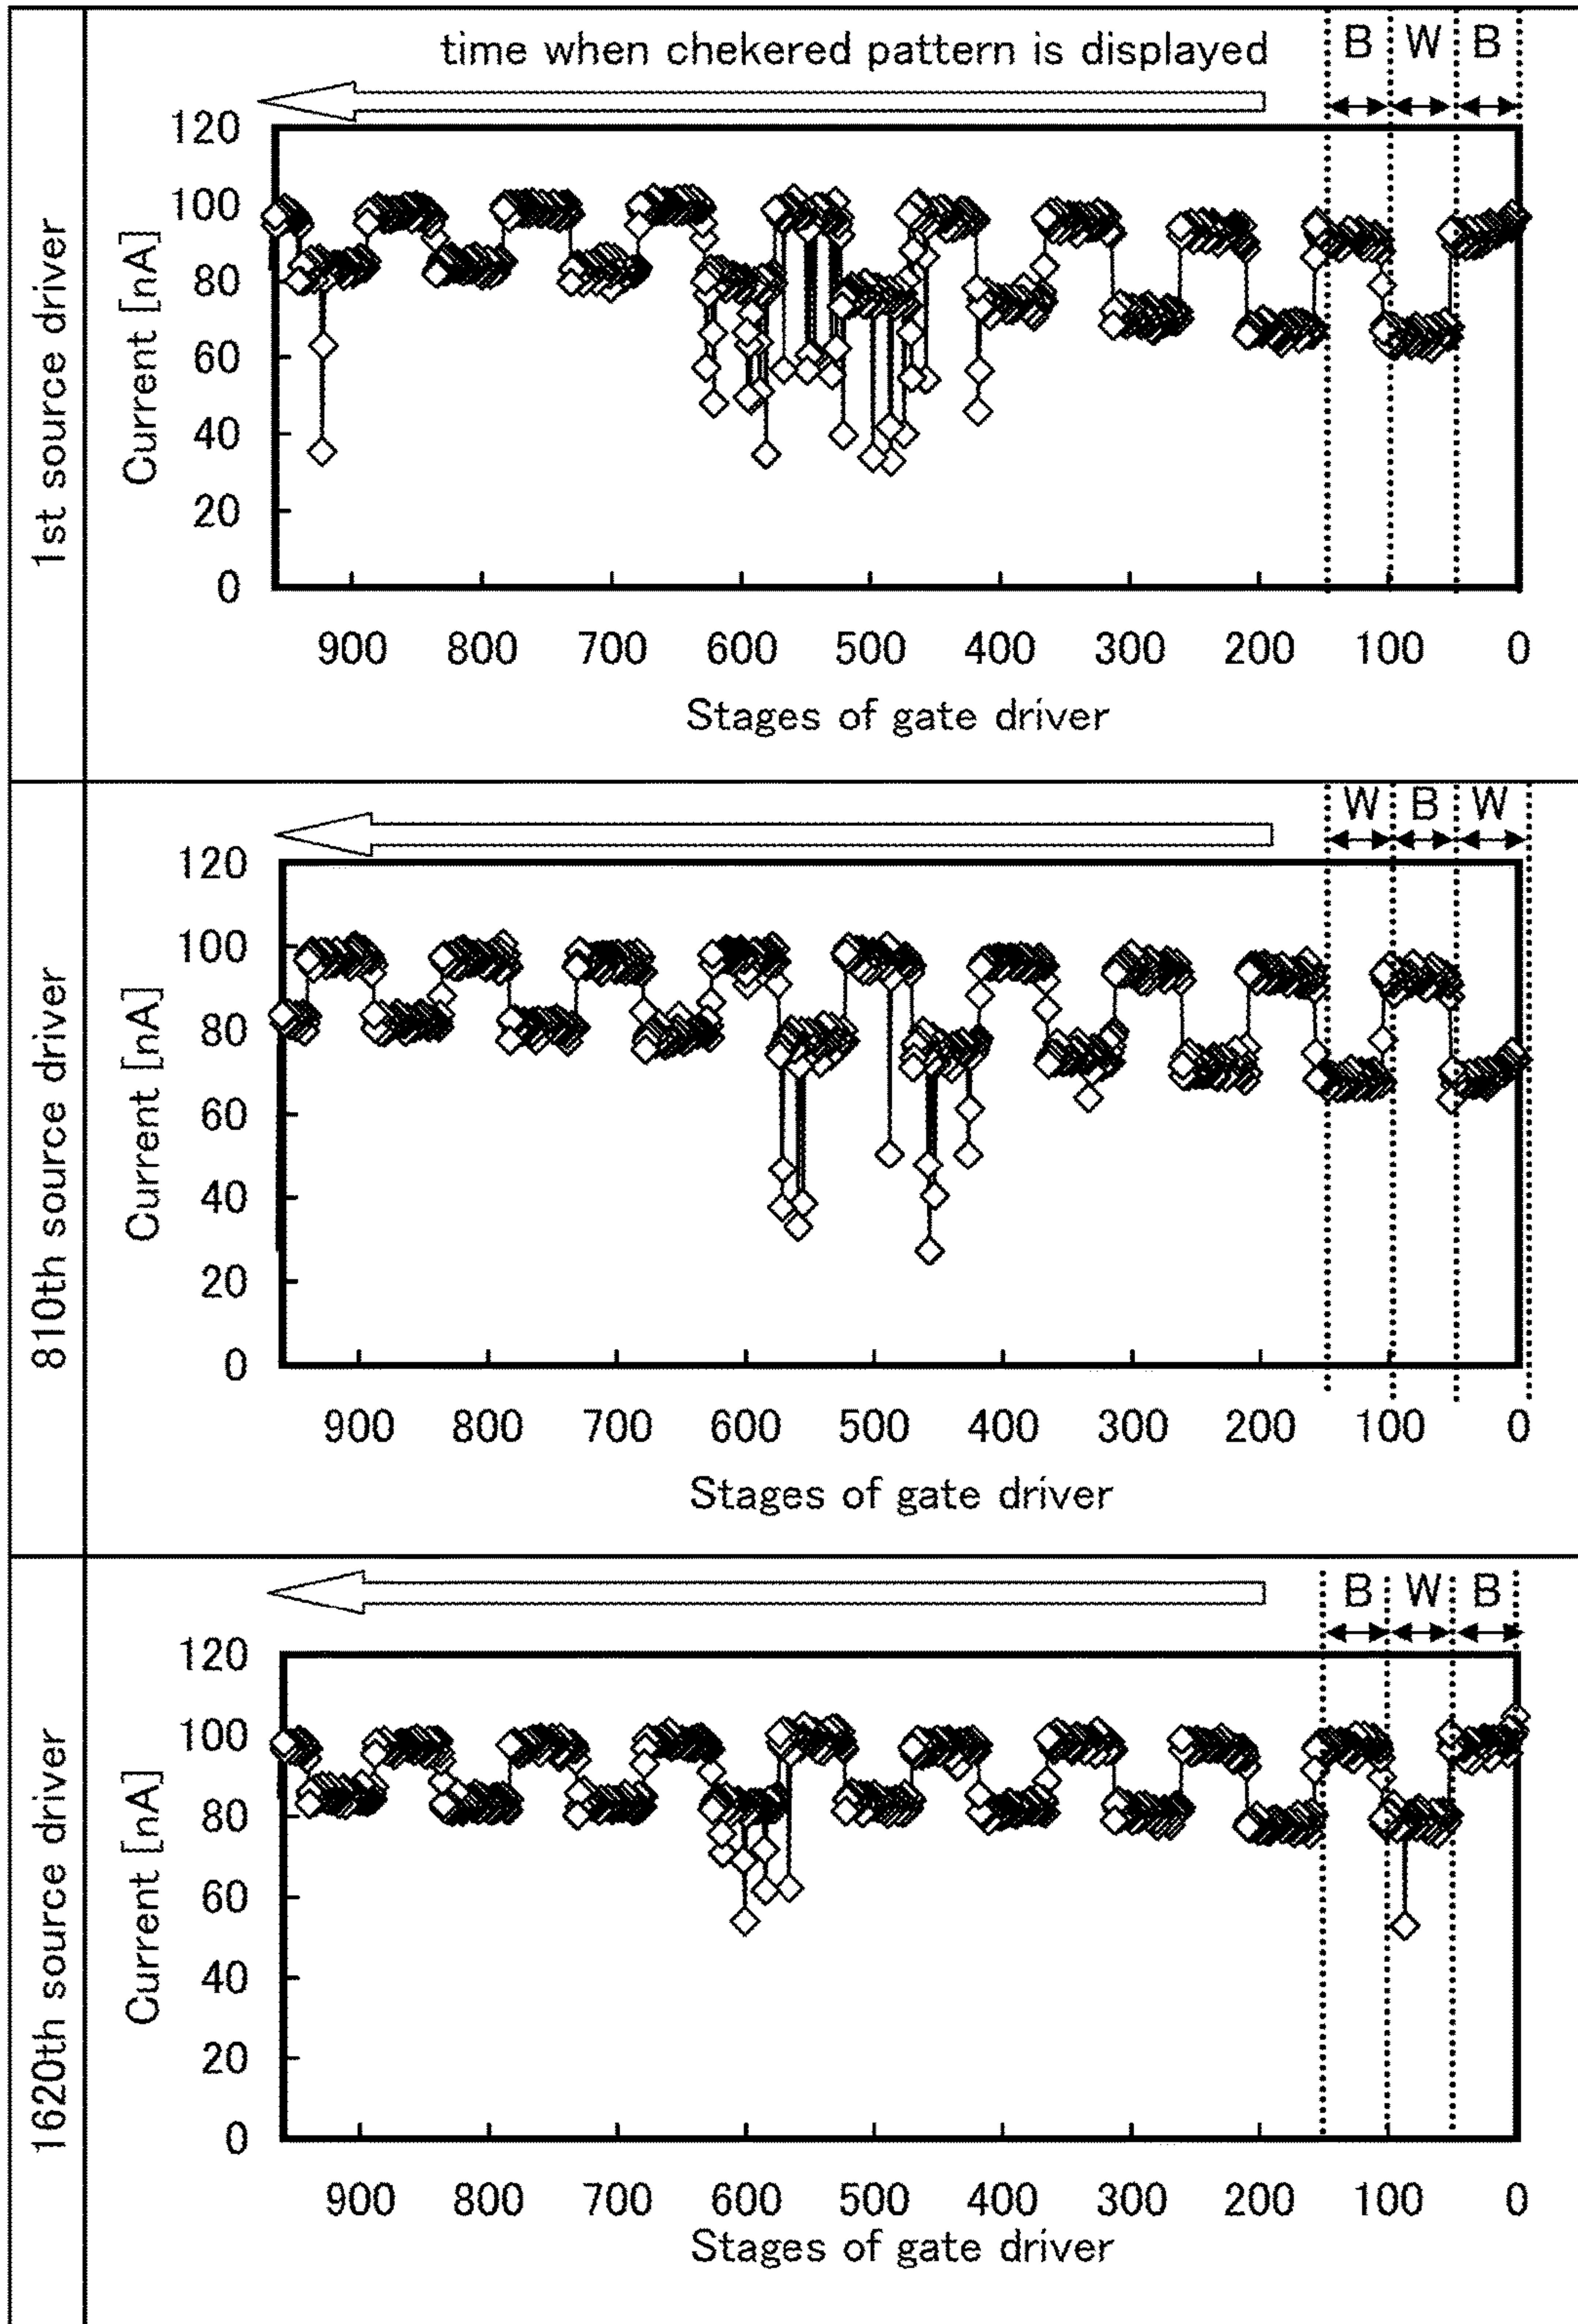 time when chekered pattern is displayed
B W B
1st source driver
Current [nA]
120
100
80
60
40
20
0
900 800 700 600 500 400 300 200 100 0
Stages of gate driver
W B W
810th source driver
Current [nA]
120
100
80
60
40
20
0
900 800 700 600 500 400 300 200 100 0
Stages of gate driver
B W B
1620th source driver
Current [nA]
120
100
80
60
40
20
0
900 800 700 600 500 400 300 200 100 0
Stages of gate driver